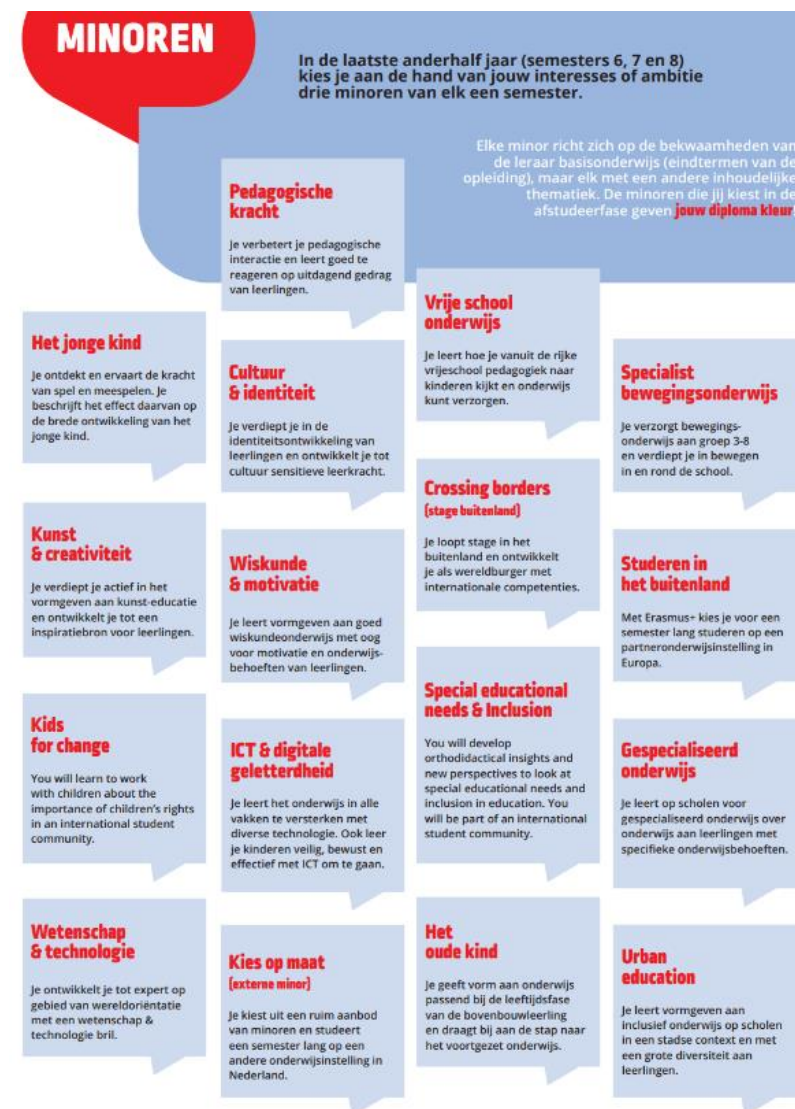 MINOREN
In de laatste anderhalf jaar (semesters 6, 7 en 8)
kies je aan de hand van jouw interesses of ambitie
drie minoren van elk een semester.
Elke minor richt zich op de bekwaamheden van
de leraar basisonderwijs (eindtermen van de
opleiding), maar elk met een andere inhoudelijke
thematiek. De minoren die jij kiest in de
afstudeerfase geven jouw diploma kleur.
Het jonge kind
Je ontdekt en ervaart de kracht
van spel en meespelen. Je
beschrijft het effect daarvan op
de brede ontwikkeling van het
jonge kind.
Kunst
& creativiteit
Je verdiept je actief in het
vormgeven aan kunst-educatie
en ontwikkelt je tot een
inspiratiebron voor leerlingen.
Kids
for change
You will learn to work
with children about the
importance of children's rights
in an international student
community.
Wetenschap
& technologie
Je ontwikkelt je tot expert op
gebied van wereldoriëntatie
met een wetenschap &
technologie bril.
Pedagogische
kracht
Je verbetert je pedagogische
interactie en leert goed te
reageren op uitdagend gedrag
van leerlingen.
Cultuur
& identiteit
Je verdiept je in de
identiteitsontwikkeling van
leerlingen en ontwikkelt je tot
cultuur sensitieve leerkracht.
Wiskunde
& motivatie
Je leert vormgeven aan goed
wiskundeonderwijs met oog
voor motivatie en onderwijs-
behoeften van leerlingen.
ICT & digitale
geletterdheid
Je leert het onderwijs in alle
vakken te versterken met
diverse technologie. Ook leer
je kinderen veilig, bewust en
effectief met ICT om te gaan.
Kies op maat
(externe minor)
Je kiest uit een ruim aanbod
van minoren en studeert
een semester lang op een
andere onderwijsinstelling in
Nederland.
Vrije school
onderwijs
Je leert hoe je vanuit de rijke
vrijeschool pedagogiek naar
kinderen kijkt en onderwijs
kunt verzorgen.
Crossing borders
(stage buitenland)
Je loopt stage in het
buitenland en ontwikkelt
je als wereldburger met
internationale competenties.
Special educational
needs & Inclusion
You will develop
orthodidactical insights and
new perspectives to look at
special educational needs and
inclusion in education. You
will be part of an international
student community.
Het
oude kind
Je geeft vorm aan onderwijs
passend bij de leeftijdsfase
van de bovenbouwleerling
en draagt bij aan de stap naar
het voortgezet onderwijs.
Specialist
bewegingsonderwijs
Je verzorgt bewegings-
onderwijs aan groep 3-8
en verdiept je in bewegen
in en rond de school.
Studeren in
het buitenland
Met Erasmus+ kies je voor een
semester lang studeren op een
partneronderwijsinstelling in
Europa.
Gespecialiseerd
onderwijs
Je leert op scholen voor
gespecialiseerd onderwijs over
onderwijs aan leerlingen met
specifieke onderwijsbehoeften.
Urban
education
Je leert vormgeven aan
inclusief onderwijs op scholen
in een stadse context en met
een grote diversiteit aan
leerlingen.